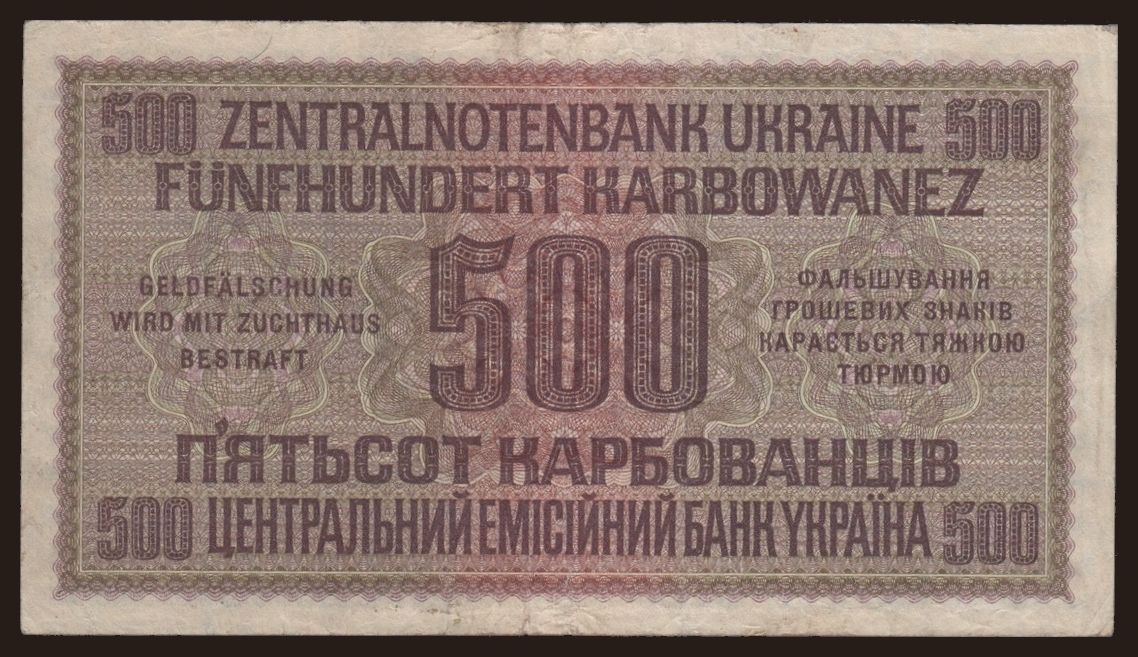 500 ZENTRALNOTENBANK UKRAINE 500
FÜNFHUNDERT KARBOWANEZ
500
GELDFÄLSCHUNG
WIRD MIT ZUCHTHAUS
BESTRAFT
ФАЛЬШУВАННЯ
ГРОШЕВИХ ЗНАКІВ
КАРАЄТЬСЯ ТЯЖКОЮ
ТЮРМОЮ
П'ЯТЬСОТ КАРБОВАНЦІВ
500 ЦЕНТРАЛЬНИЙ ЕМІСІЙНИЙ БАНК УКРАЇНА 500